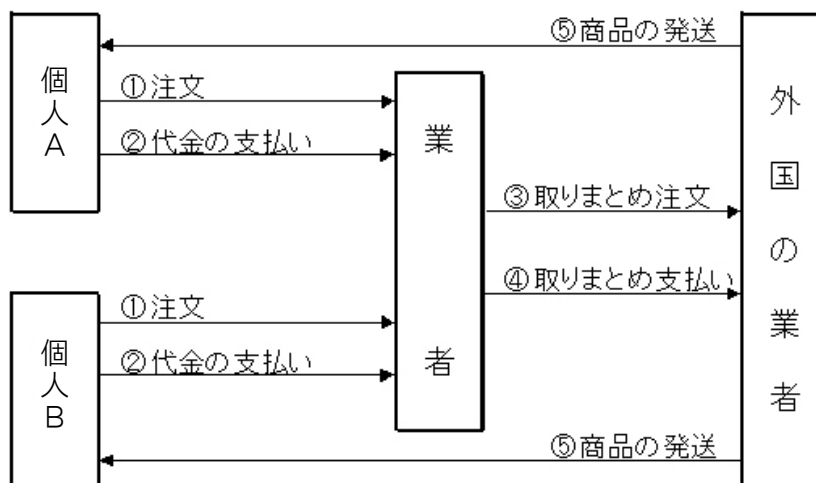 ⑤商品の発送
個人A
①注文
②代金の支払い
業者
外国の業者
③取りまとめ注文
④取りまとめ支払い
個人B
①注文
②代金の支払い
⑤商品の発送